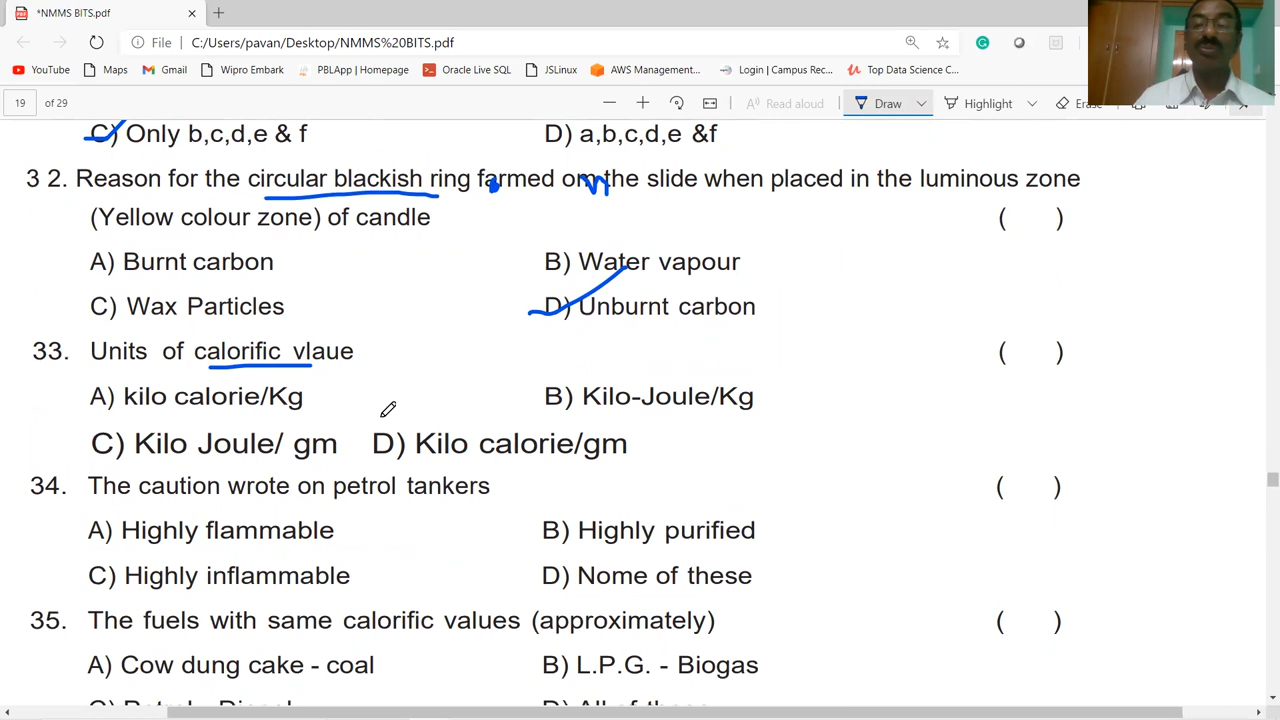 *NMMS BITS.pdf
File C:/Users/pavan/Desktop/NMMS%20BITS.pdf
YouTube Maps Gmail Wipro Embark PBLApp | Homepage Oracle Live SQL JSLinux AWS Management... Login | Campus Rec... Top Data Science C...
19 of 29 Read aloud Draw Highlight Erase
C) Only b,c,d,e & f D) a,b,c,d,e &f
3 2. Reason for the circular blackish ring farmed om the slide when placed in the luminous zone
(Yellow colour zone) of candle ( )
A) Burnt carbon B) Water vapour
C) Wax Particles D) Unburnt carbon
33. Units of calorific vlaue ( )
A) kilo calorie/Kg B) Kilo-Joule/Kg
C) Kilo Joule/ gm D) Kilo calorie/gm
34. The caution wrote on petrol tankers ( )
A) Highly flammable B) Highly purified
C) Highly inflammable D) Nome of these
35. The fuels with same calorific values (approximately) ( )
A) Cow dung cake - coal B) L.P.G. - Biogas